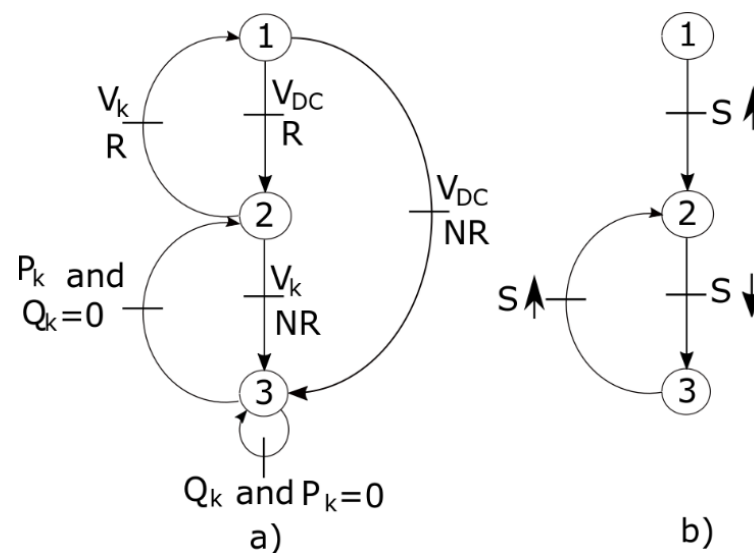 1
1
V_k
R
V_DC
R
S
V_DC
NR
2
2
P_k and
Q_k=0
V_k
NR
S
S
3
3
Q_k and P_k=0
a)
b)